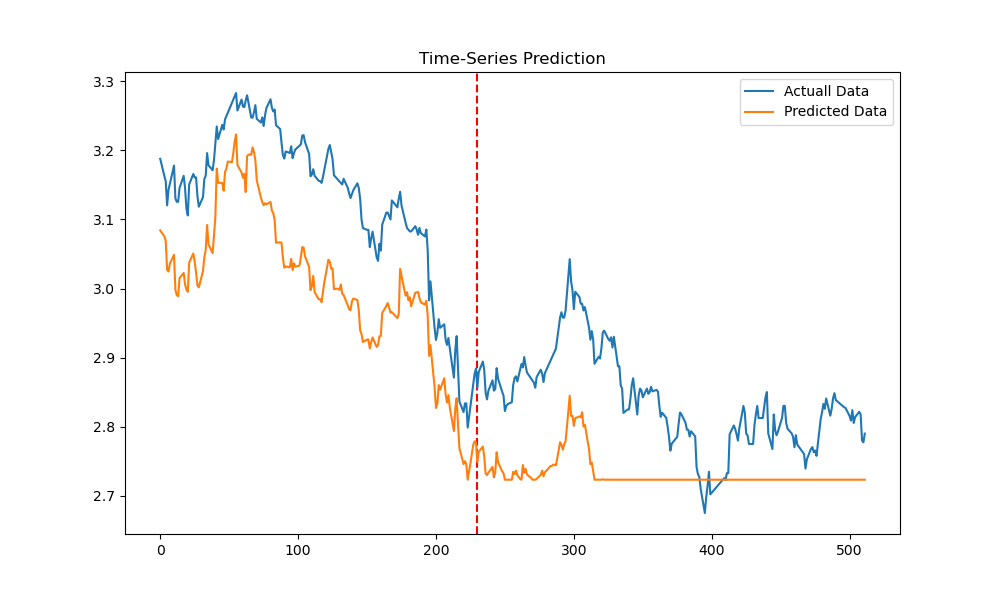 Time-Series Prediction
Actuall Data
Predicted Data
3.3
3.2
3.1
3.0
2.9
2.8
2.7
0 100 200 300 400 500